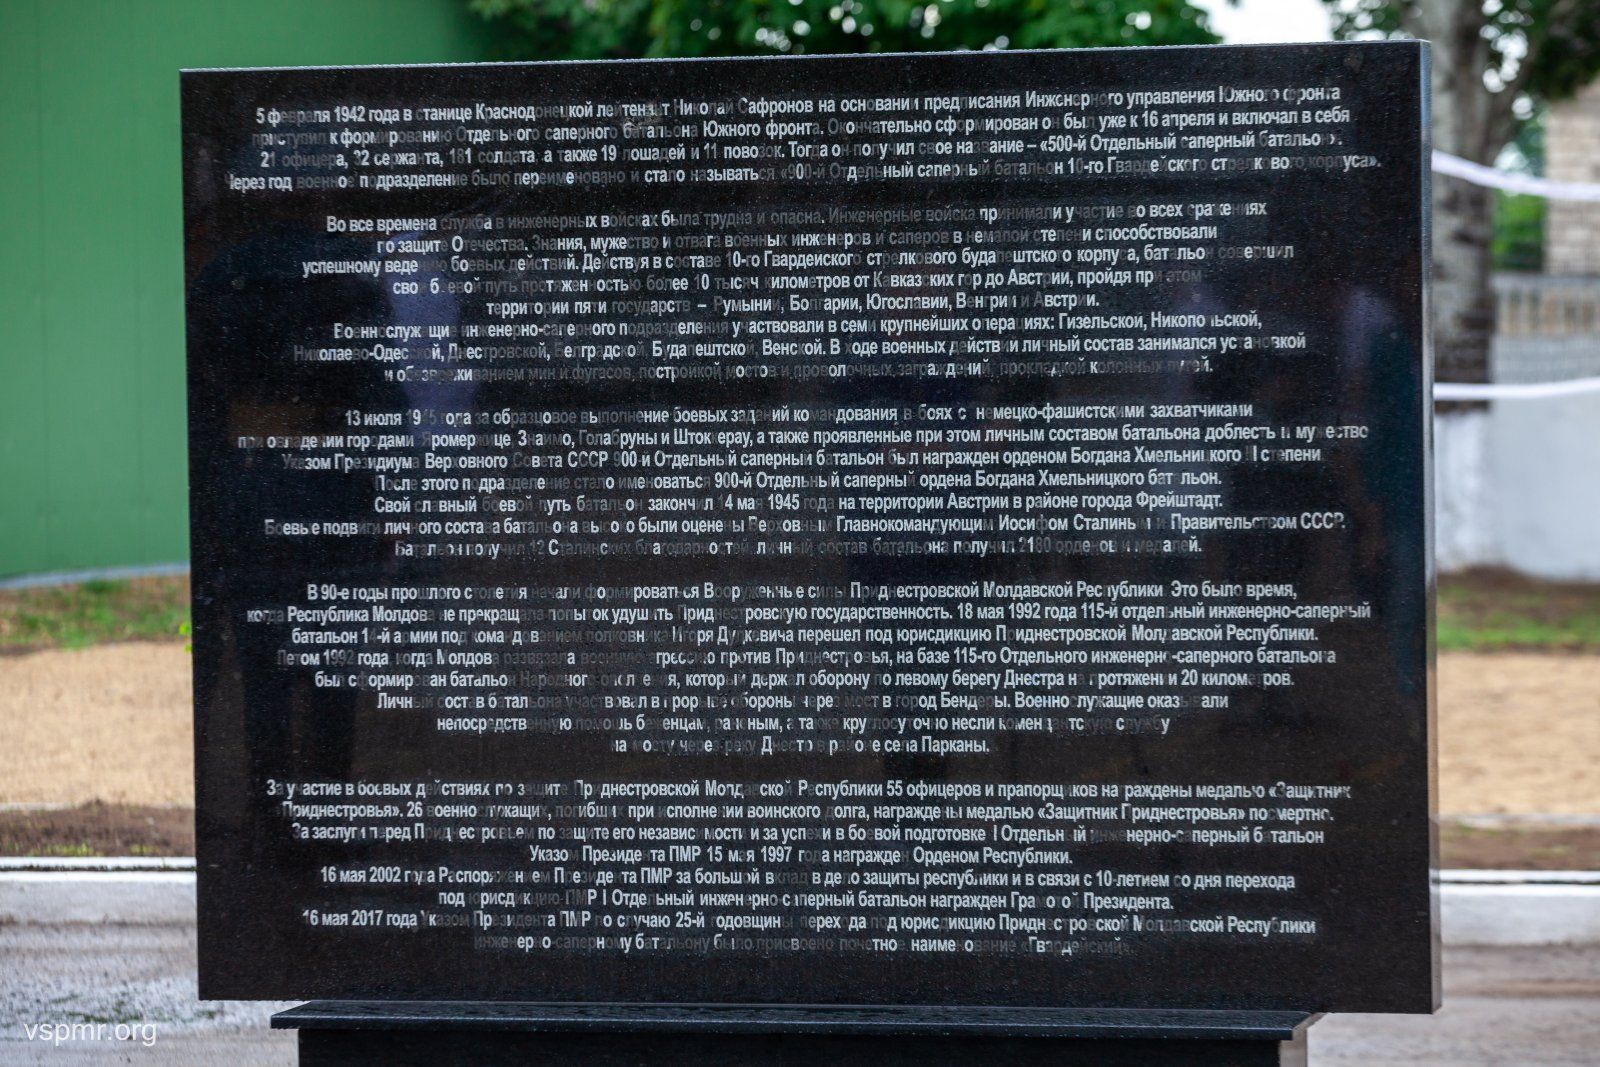 5 февраля 1942 года в станице Краснодонецкой лейтенант Николай Сафронов на основании предписания Инженерного управления Южного фронта
приступил к формированию Отдельного саперного батальона Южного фронта. Окончательно сформирован он был уже к 16 апреля и включал в себя
21 офицера, 32 сержанта, 181 солдата, а также 19 лошадей и 11 повозок. Тогда он получил свое название – «500-й Отдельный саперный батальон».
Через год военное подразделение было переименовано и стало называться «900-й Отдельный саперный батальон 10-го Гвардейского стрелкового корпуса».
Во все времена служба в инженерных войсках была трудна и опасна. Инженерные войска принимали участие во всех сражениях
по защите Отечества. Знания, мужество и отвага военных инженеров и саперов в немалой степени способствовали
успешному ведению боевых действий. Действуя в составе 10-го Гвардейского стрелкового будапештского корпуса, батальон совершил
свой боевой путь протяженностью более 10 тысяч километров от Кавказских гор до Австрии, пройдя при этом
территории пяти государств – Румынии, Болгарии, Югославии, Венгрии и Австрии.
Военнослужащие инженерно-саперного подразделения участвовали в семи крупнейших операциях: Гизельской, Никопольской,
Николаево-Одесской, Днестровской, Белградской, Будапештской, Венской. В ходе военных действий личный состав занимался установкой
и обезвреживанием мин и фугасов, постройкой мостов и проволочных заграждений, прокладкой колонных путей.
13 июля 1945 года за образцовое выполнение боевых заданий командования в боях с немецко-фашистскими захватчиками
при овладении городами Яромержице, Знаимо, Голабруны и Штоккерау, а также проявленные при этом личным составом батальона доблесть и мужество
Указом Президиума Верховного Совета СССР 900-й Отдельный саперный батальон был награжден орденом Богдана Хмельницкого III степени.
После этого подразделение стало именоваться 900-й Отдельный саперный ордена Богдана Хмельницкого батальон.
Свой славный боевой путь батальон закончил 14 мая 1945 года на территории Австрии в районе города Фрейштадт.
Боевые подвиги личного состава батальона высоко были оценены Верховным Главнокомандующим Иосифом Сталиным и Правительством СССР.
Батальон получил 12 Сталинских благодарностей, личный состав батальона получил 2180 орденов и медалей.
В 90-е годы прошлого столетия начали формироваться Вооруженные силы Приднестровской Молдавской Республики. Это было время,
когда Республика Молдова не прекращала попыток удушить Приднестровскую государственность. 18 мая 1992 года 115-й отдельный инженерно-саперный
батальон 14-й армии под командованием полковника Игоря Дудкевича перешел под юрисдикцию Приднестровской Молдавской Республики.
Летом 1992 года, когда Молдова развязала военную агрессию против Приднестровья, на базе 115-го Отдельного инженерно-саперного батальона
был сформирован батальон Народного ополчения, который держал оборону по левому берегу Днестра на протяжении 20 километров.
Личный состав батальона участвовал в прорыве обороны через мост в город Бендеры. Военнослужащие оказывали
непосредственную помощь беженцам, раненым, а также круглосуточно несли комендантскую службу
на мосту через реку Днестр в районе села Парканы.
За участие в боевых действиях по защите Приднестровской Молдавской Республики 55 офицеров и прапорщиков награждены медалью «Защитник
Приднестровья». 26 военнослужащих, погибших при исполнении воинского долга, награждены медалью «Защитник Приднестровья» посмертно.
За заслуги перед Приднестровьем по защите его независимости и за успехи в боевой подготовке I Отдельный инженерно-саперный батальон
Указом Президента ПМР 15 мая 1997 года награжден Орденом Республики.
16 мая 2002 года Распоряжением Президента ПМР за большой вклад в дело защиты республики и в связи с 10-летием со дня перехода
под юрисдикцию ПМР I Отдельный инженерно-саперный батальон награжден Грамотой Президента.
16 мая 2017 года Указом Президента ПМР по случаю 25-й годовщины перехода под юрисдикцию Приднестровской Молдавской Республики
инженерно-саперному батальону было присвоено почетное наименование «Гвардейский».
vspmr.org